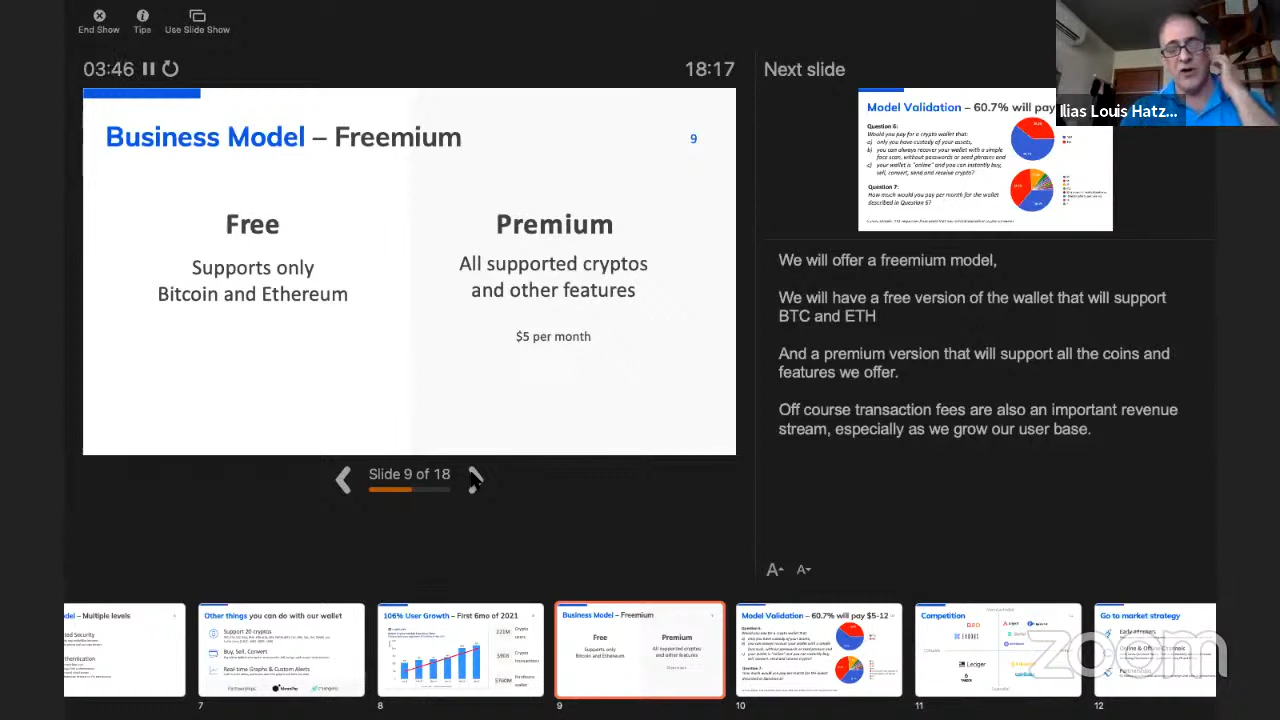 End Show
Tips
Use Slide Show
03:46
18:17
Next slide
Business Model – Freemium
9
Free
Supports only
Bitcoin and Ethereum
Premium
All supported cryptos
and other features
$5 per month
Model Validation – 60.7% will pay
Question 6:
Would you pay for a crypto wallet that:
a) only you have custody of your assets,
b) you can always recover your wallet with a simple
face scan, without passwords or seed phrases and
c) your wallet is "online" and you can instantly buy,
sell, convert, send and receive crypto?
Question 7:
How much would you pay per month for the wallet
described in Question 6?
Ilias Louis Hatz...
We will offer a freemium model,
We will have a free version of the wallet that will support
BTC and ETH
And a premium version that will support all the coins and
features we offer.
Off course transaction fees are also an important revenue
stream, especially as we grow our user base.
Slide 9 of 18
A
A
– Multiple levels
Other things you can do with our wallet
Support 20 cryptos
Buy, Sell, Convert
Real-time Graphs & Custom Alerts
Partnerships
7
106% User Growth – First 6mo of 2021
8
Business Model – Freemium
Free
Supports only
Bitcoin and Ethereum
Premium
All supported cryptos
and other features
9
Model Validation – 60.7% will pay $5-12
Question 6:
Question 7:
10
Competition
Ledger
11
Go to market strategy
Early adopters
12
zoom